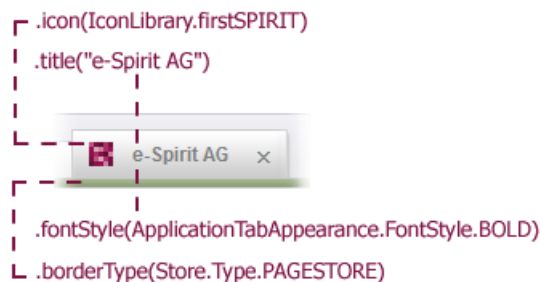 .icon(IconLibrary.firstSPIRIT)
.title("e-Spirit AG")
e-Spirit AG ×
.fontStyle(ApplicationTabAppearance.FontStyle.BOLD)
.borderType(Store.Type.PAGESTORE)